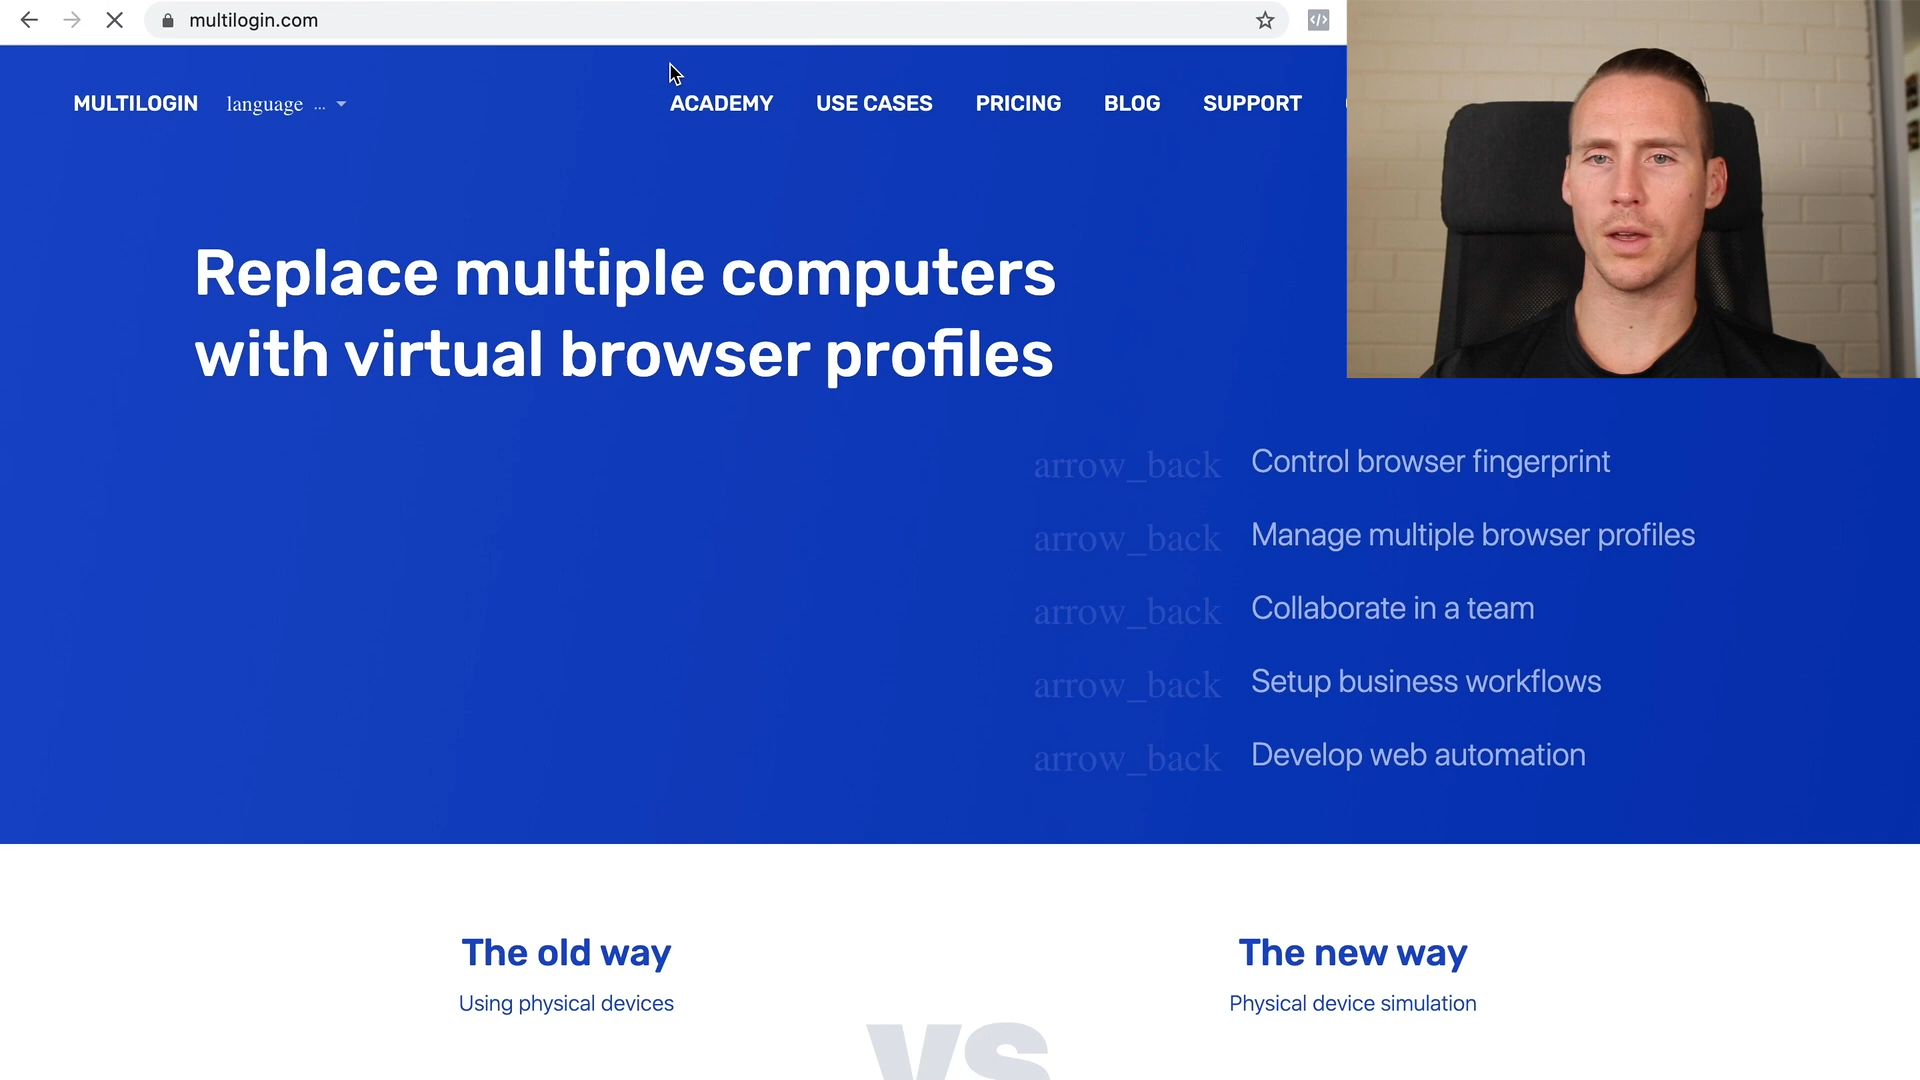 multilogin.com
MULTILOGIN language ... ACADEMY USE CASES PRICING BLOG SUPPORT
Replace multiple computers
with virtual browser profiles
arrow_back Control browser fingerprint
arrow_back Manage multiple browser profiles
arrow_back Collaborate in a team
arrow_back Setup business workflows
arrow_back Develop web automation
The old way
Using physical devices
The new way
Physical device simulation
vs